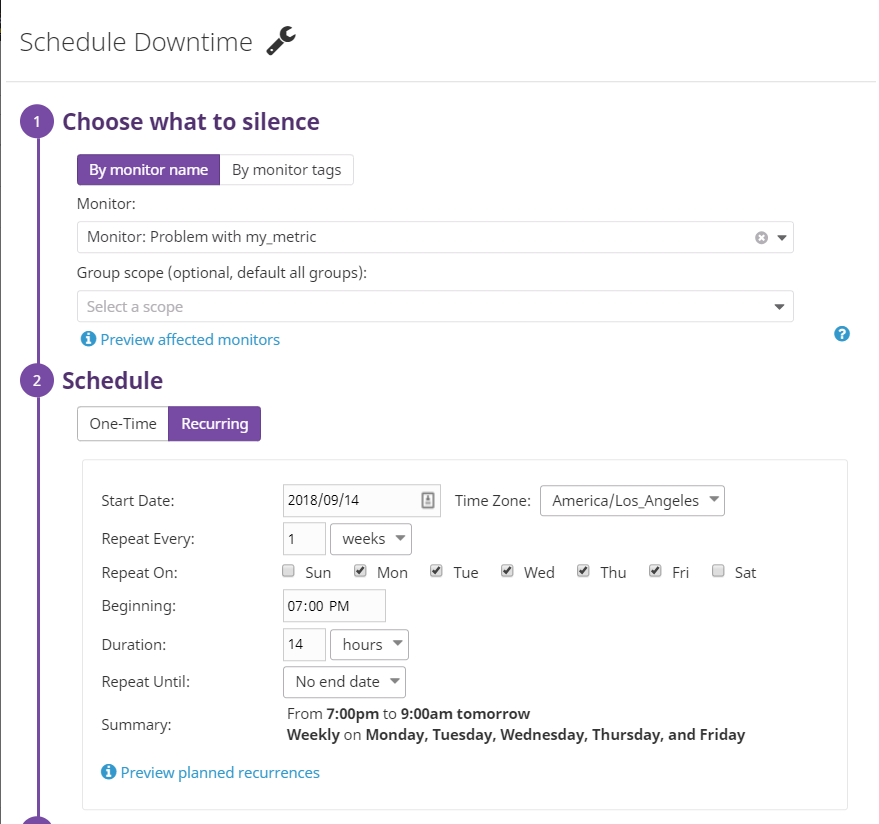 Schedule Downtime
1 Choose what to silence
By monitor name By monitor tags
Monitor:
Monitor: Problem with my_metric
Group scope (optional, default all groups):
Select a scope
Preview affected monitors ?
2 Schedule
One-Time Recurring
Start Date: 2018/09/14 Time Zone: America/Los_Angeles
Repeat Every: 1 weeks
Repeat On: Sun Mon Tue Wed Thu Fri Sat
Beginning: 07:00 PM
Duration: 14 hours
Repeat Until: No end date
Summary: From 7:00pm to 9:00am tomorrow
Weekly on Monday, Tuesday, Wednesday, Thursday, and Friday
Preview planned recurrences